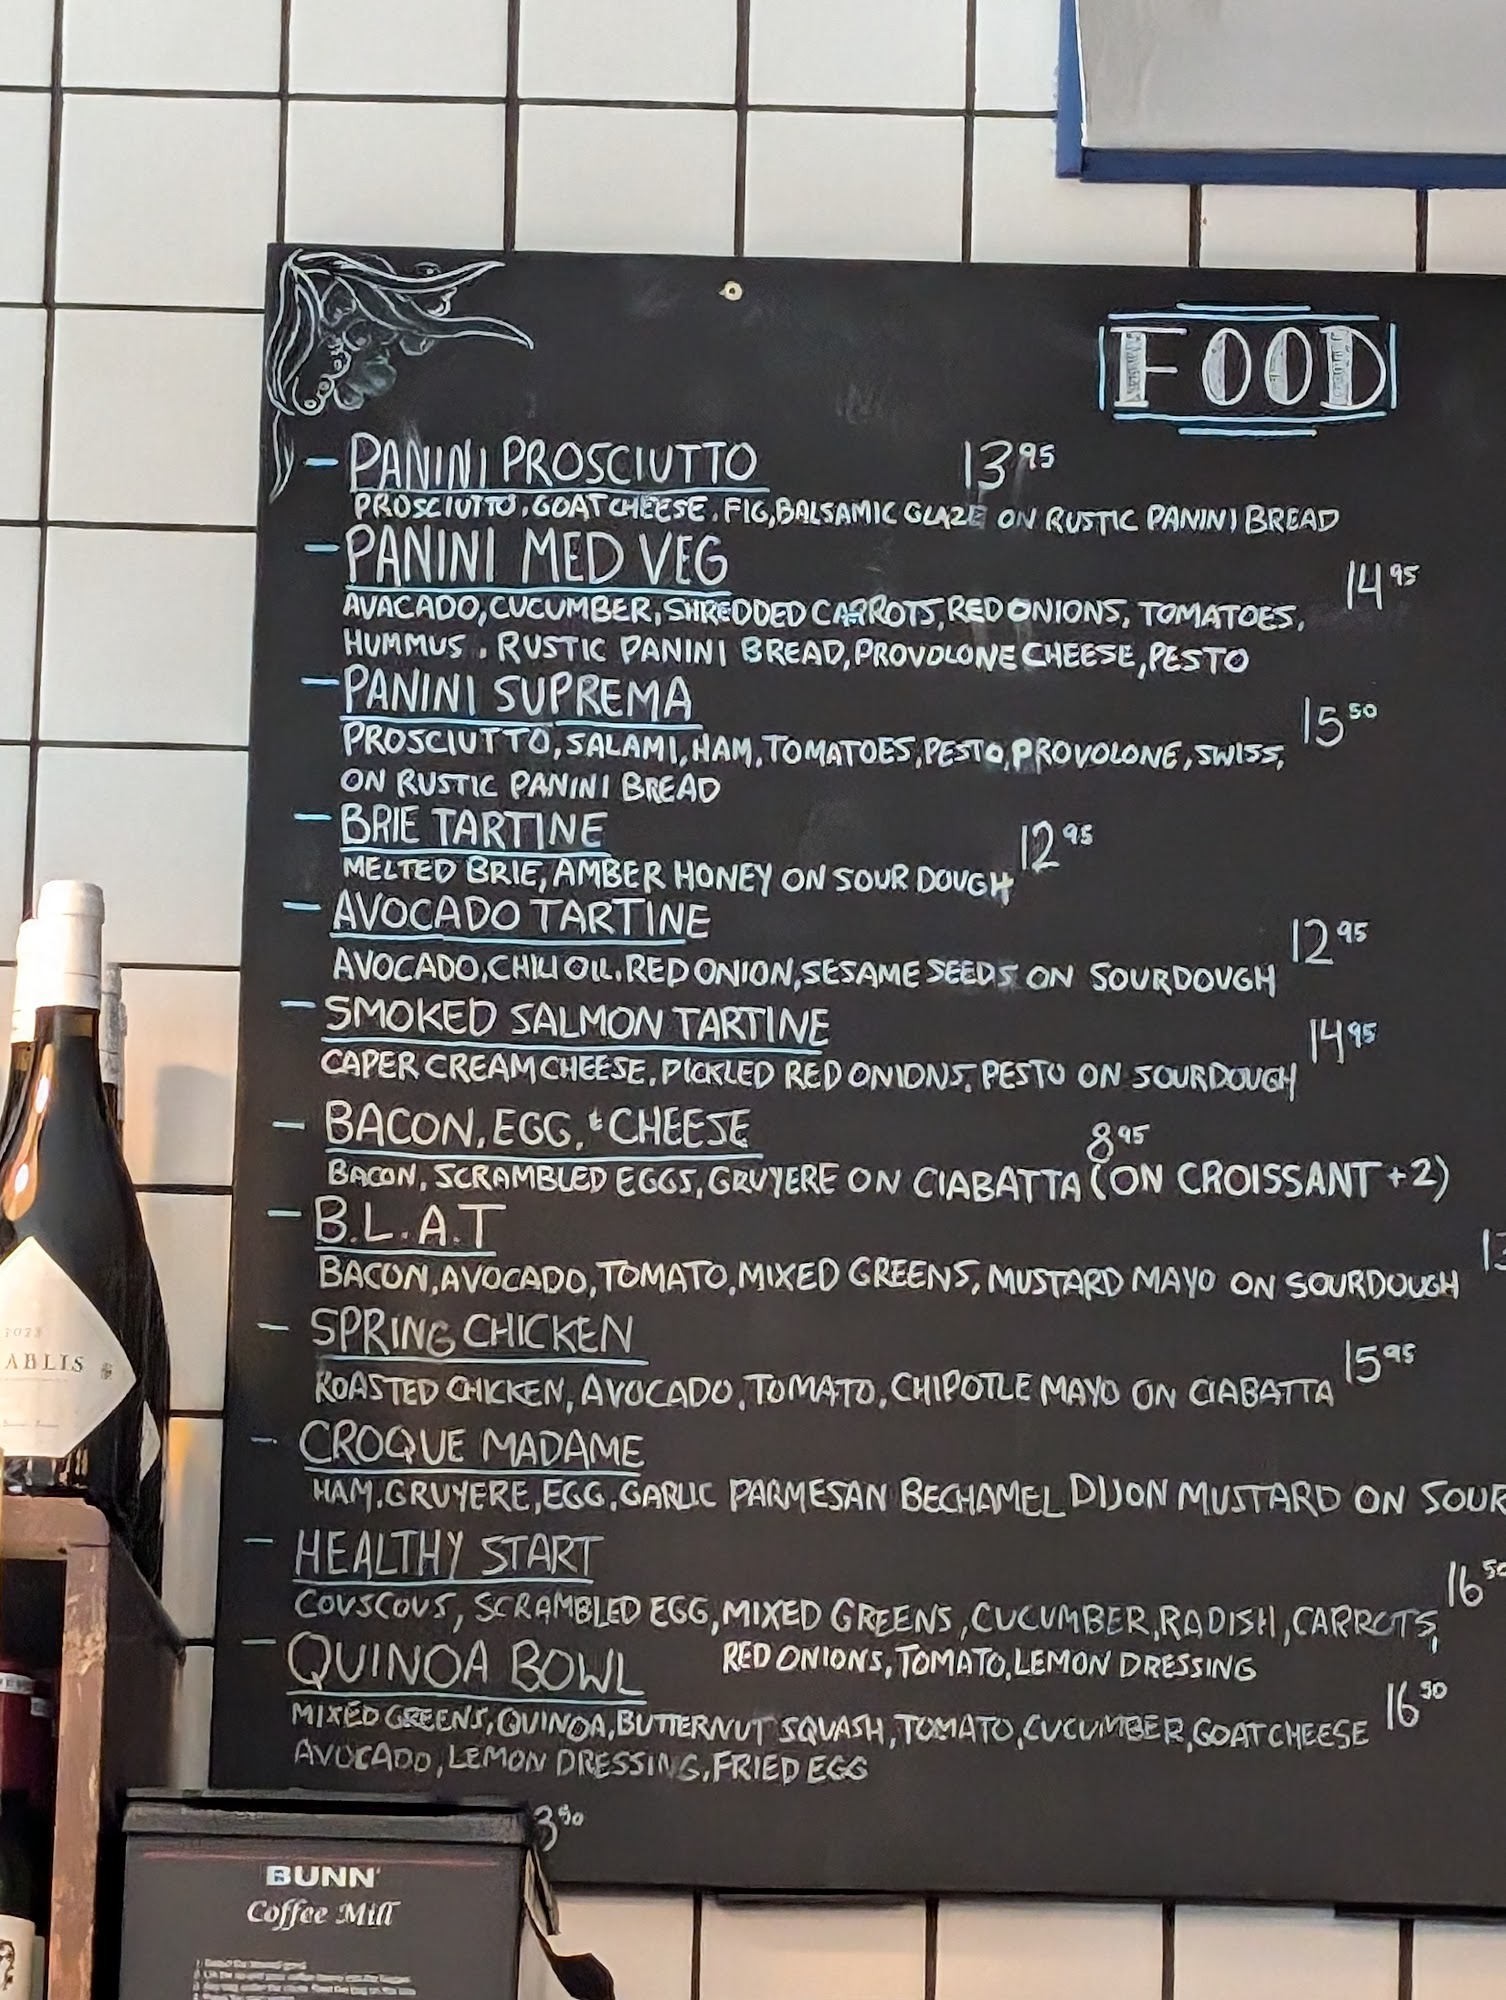 FOOD
- PANINI PROSCIUTTO 13 95
PROSCIUTTO, GOAT CHEESE, FIG, BALSAMIC GLAZE ON RUSTIC PANINI BREAD
- PANINI MED VEG 14 95
AVACADO, CUCUMBER, SHREDDED CARROTS, RED ONIONS, TOMATOES,
HUMMUS, RUSTIC PANINI BREAD, PROVOLONE CHEESE, PESTO
- PANINI SUPREMA 15 50
PROSCIUTTO, SALAMI, HAM, TOMATOES, PESTO, PROVOLONE, SWISS,
ON RUSTIC PANINI BREAD
- BRIE TARTINE 12 95
MELTED BRIE, AMBER HONEY ON SOUR DOUGH
- AVOCADO TARTINE 12 95
AVOCADO, CHILI OIL, RED ONION, SESAME SEEDS ON SOURDOUGH
- SMOKED SALMON TARTINE 14 95
CAPER CREAM CHEESE, PICKLED RED ONIONS, PESTO ON SOURDOUGH
- BACON, EGG, & CHEESE 8 95
BACON, SCRAMBLED EGGS, GRUYERE ON CIABATTA (ON CROISSANT +2)
- B.L.A.T
BACON, AVOCADO, TOMATO, MIXED GREENS, MUSTARD MAYO ON SOURDOUGH
- SPRING CHICKEN 15 95
ROASTED CHICKEN, AVOCADO, TOMATO, CHIPOTLE MAYO ON CIABATTA
- CROQUE MADAME
HAM, GRUYERE, EGG, GARLIC PARMESAN BECHAMEL DIJON MUSTARD ON SOUR
- HEALTHY START 16 50
COUSCOUS, SCRAMBLED EGG, MIXED GREENS, CUCUMBER, RADISH, CARROTS,
RED ONIONS, TOMATO, LEMON DRESSING
- QUINOA BOWL 16 50
MIXED GREENS, QUINOA, BUTTERNUT SQUASH, TOMATO, CUCUMBER, GOAT CHEESE
AVOCADO, LEMON DRESSING, FRIED EGG
3 50
2023
ABLIS
BUNN
Coffee Mill